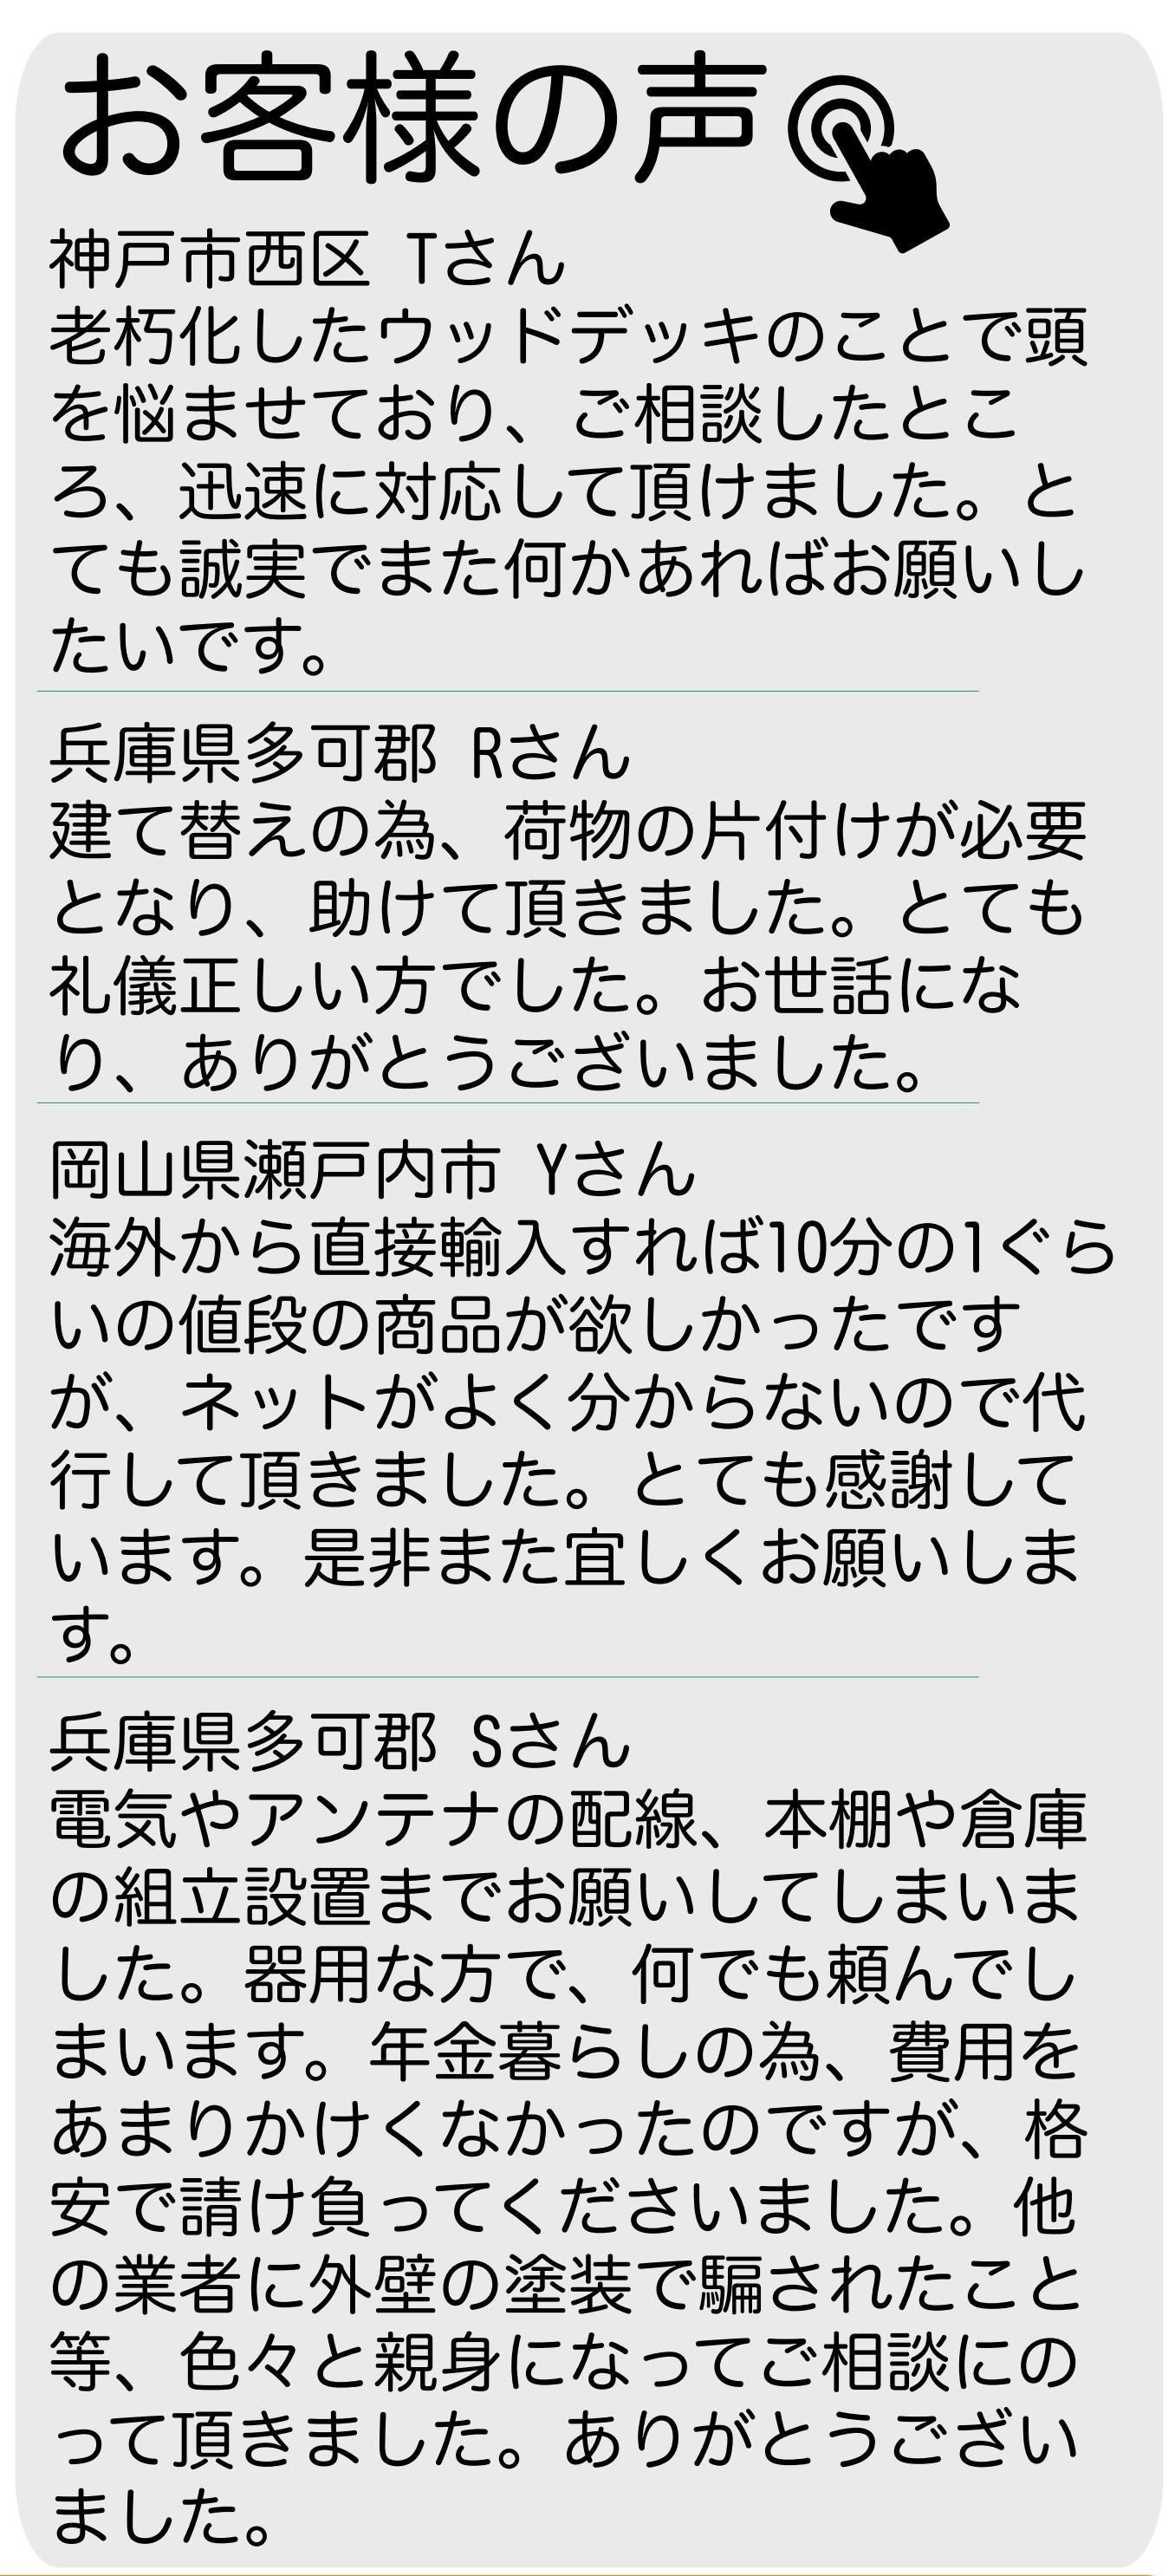 お客様の声
神戸市西区 Tさん
老朽化したウッドデッキのことで頭
を悩ませており、ご相談したとこ
ろ、迅速に対応して頂けました。と
ても誠実でまた何かあればお願いし
たいです。
兵庫県多可郡 Rさん
建て替えの為、荷物の片付けが必要
となり、助けて頂きました。とても
礼儀正しい方でした。お世話にな
り、ありがとうございました。
岡山県瀬戸内市 Yさん
海外から直接輸入すれば10分の1ぐら
いの値段の商品が欲しかったです
が、ネットがよく分からないので代
行して頂きました。とても感謝して
います。是非また宜しくお願いしま
す。
兵庫県多可郡 Sさん
電気やアンテナの配線、本棚や倉庫
の組立設置までお願いしてしまいま
した。器用な方で、何でも頼んでし
まいます。年金暮らしの為、費用を
あまりかけくなかったのですが、格
安で請け負ってくださいました。他
の業者に外壁の塗装で騙されたこと
等、色々と親身になってご相談にの
って頂きました。ありがとうござい
ました。